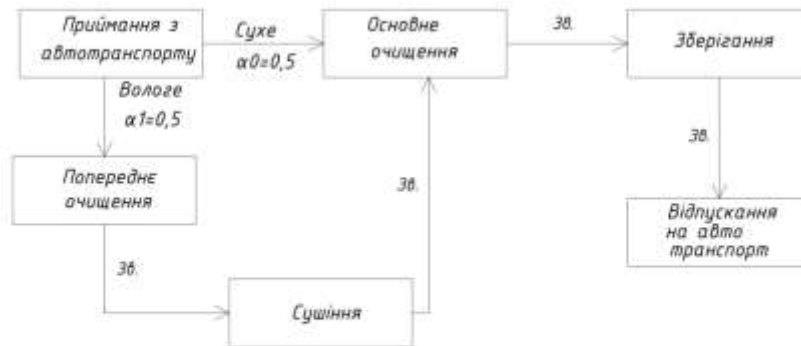 Приймання з
автотранспорту
Сухе
α0=0,5
Основне
очищення
Зв.
Зберігання
Вологе
α1=0,5
Зв.
Попереднє
очищення
Зв.
Відпускання
на авто
транспорт
Зв.
Сушіння